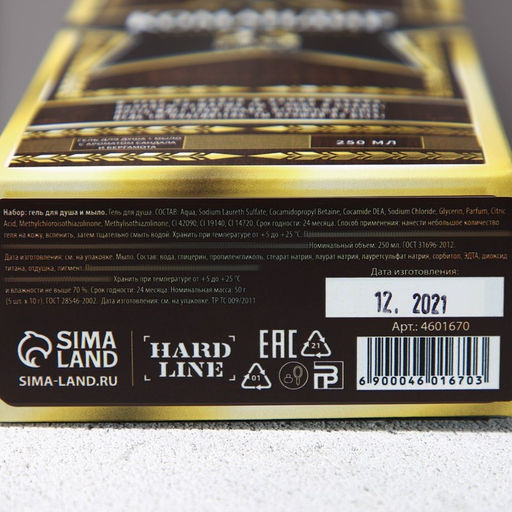 ГЕЛЬ ДЛЯ ДУША + МЫЛО
С АРОМАТОМ САНДАЛА
И БЕРГАМОТА
250 МЛ
Набор: гель для душа и мыло. Гель для душа. СОСТАВ: Aqua, Sodium Laureth Sulfate, Cocamidopropyl Betaine, Cocamide DEA, Sodium Chloride, Glycerin, Parfum, Citric
Acid, Methylchloroisothiazolinone, Methylisothiazolinone, CI 42090, CI 19140, CI 14720. Срок годности: 24 месяца. Способ применения: нанести небольшое количество
геля на кожу, вспенить, затем тщательно смыть водой. Хранить при температуре от +5 до +25 °C.
Номинальный объем: 250 мл. ГОСТ 31696-2012.
Дата изготовления: см. на упаковке. Мыло. Состав: вода, глицерин, пропиленгликоль, стеарат натрия, лаурат натрия, лауретсульфат натрия, сорбитол, ЭДТА, диоксид
титана, отдушка, пигмент.
Хранить при температуре от +5 до +25 °C
и влажности не выше 70 %. Срок годности: 24 месяца. Номинальная масса: 50 г
(5 шт. x 10 г). ГОСТ 28546-2002. Дата изготовления: см. на упаковке. ТР ТС 009/2011
Дата изготовления:
12. 2021
Арт.: 4601670
SIMA
LAND
SIMA-LAND.RU
HARD
LINE
EAC
21
01
6 900046 016703